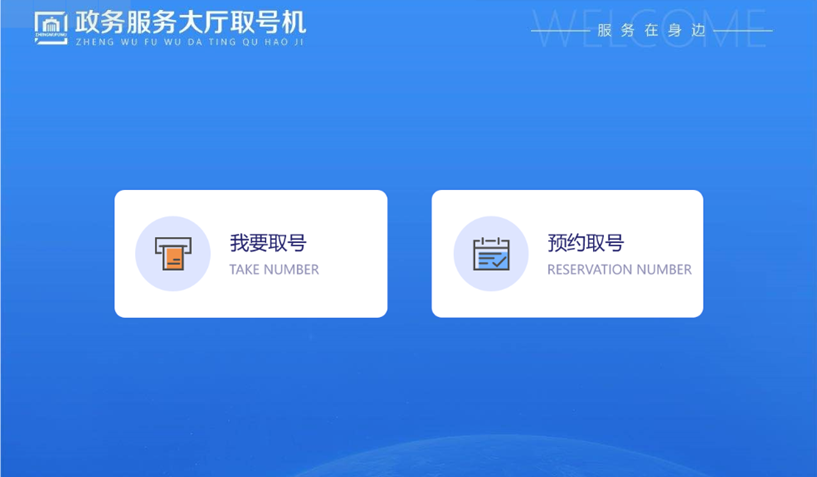 政务服务大厅取号机
ZHENG WU FU WU DA TING QU HAO JI
WELCOME
服务在身边
我要取号
TAKE NUMBER
预约取号
RESERVATION NUMBER